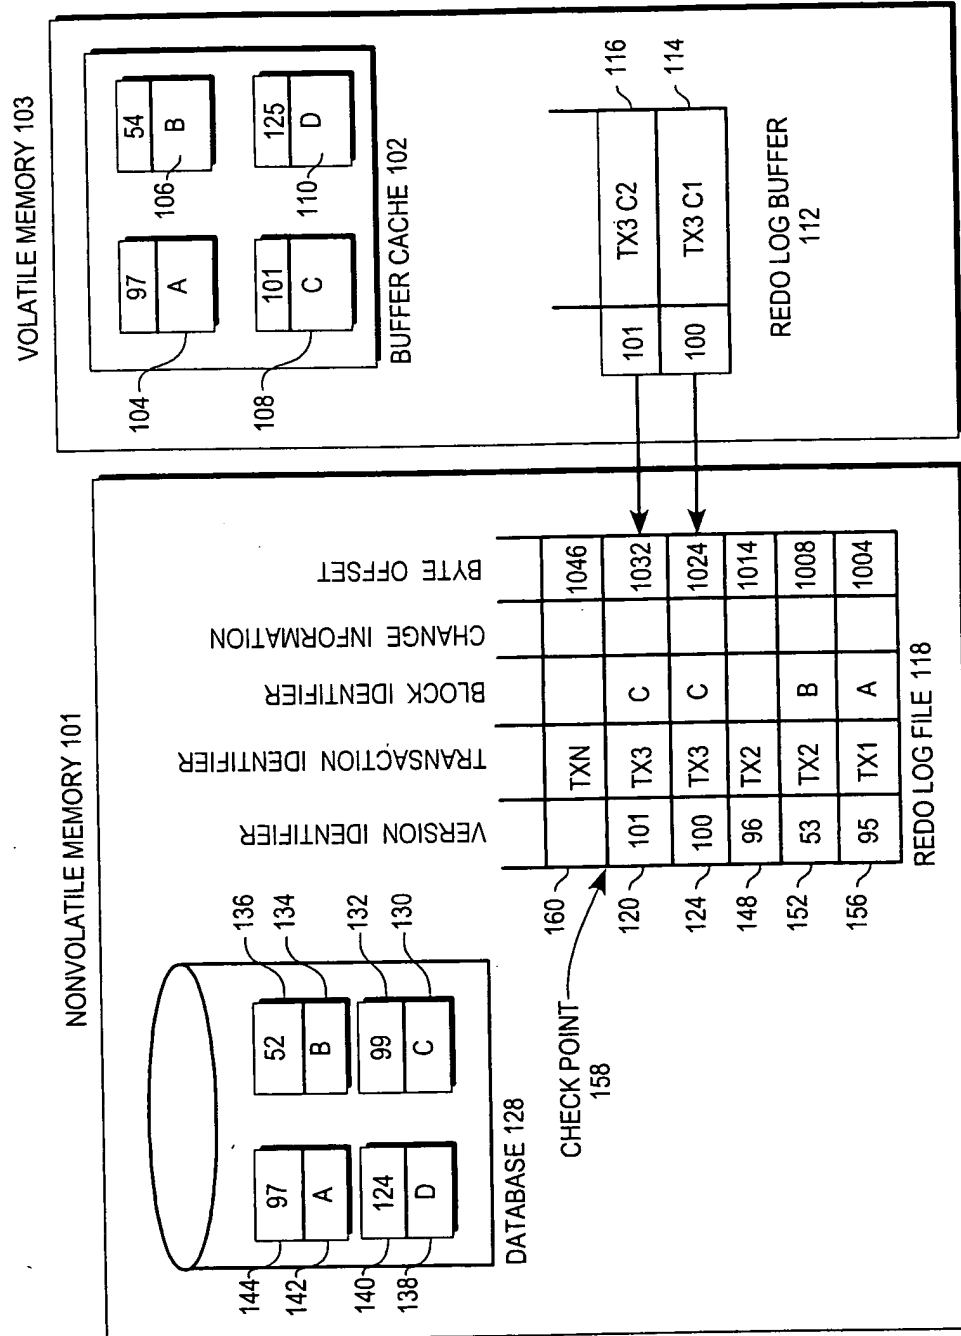 NONVOLATILE MEMORY 101
144
97
142
A
52
136
B
134
140
124
138
D
99
132
C
130
DATABASE 128
CHECK POINT
158
VERSION IDENTIFIER
TRANSACTION IDENTIFIER
BLOCK IDENTIFIER
CHANGE INFORMATION
BYTE OFFSET
160 TXN 1046
120 101 TX3 C 1032
124 100 TX3 C 1024
148 96 TX2 1014
152 53 TX2 B 1008
156 95 TX1 A 1004
REDO LOG FILE 118
VOLATILE MEMORY 103
104
97
A
54
B
106
108
101
C
125
D
110
BUFFER CACHE 102
101 TX3 C2 116
100 TX3 C1 114
REDO LOG BUFFER
112